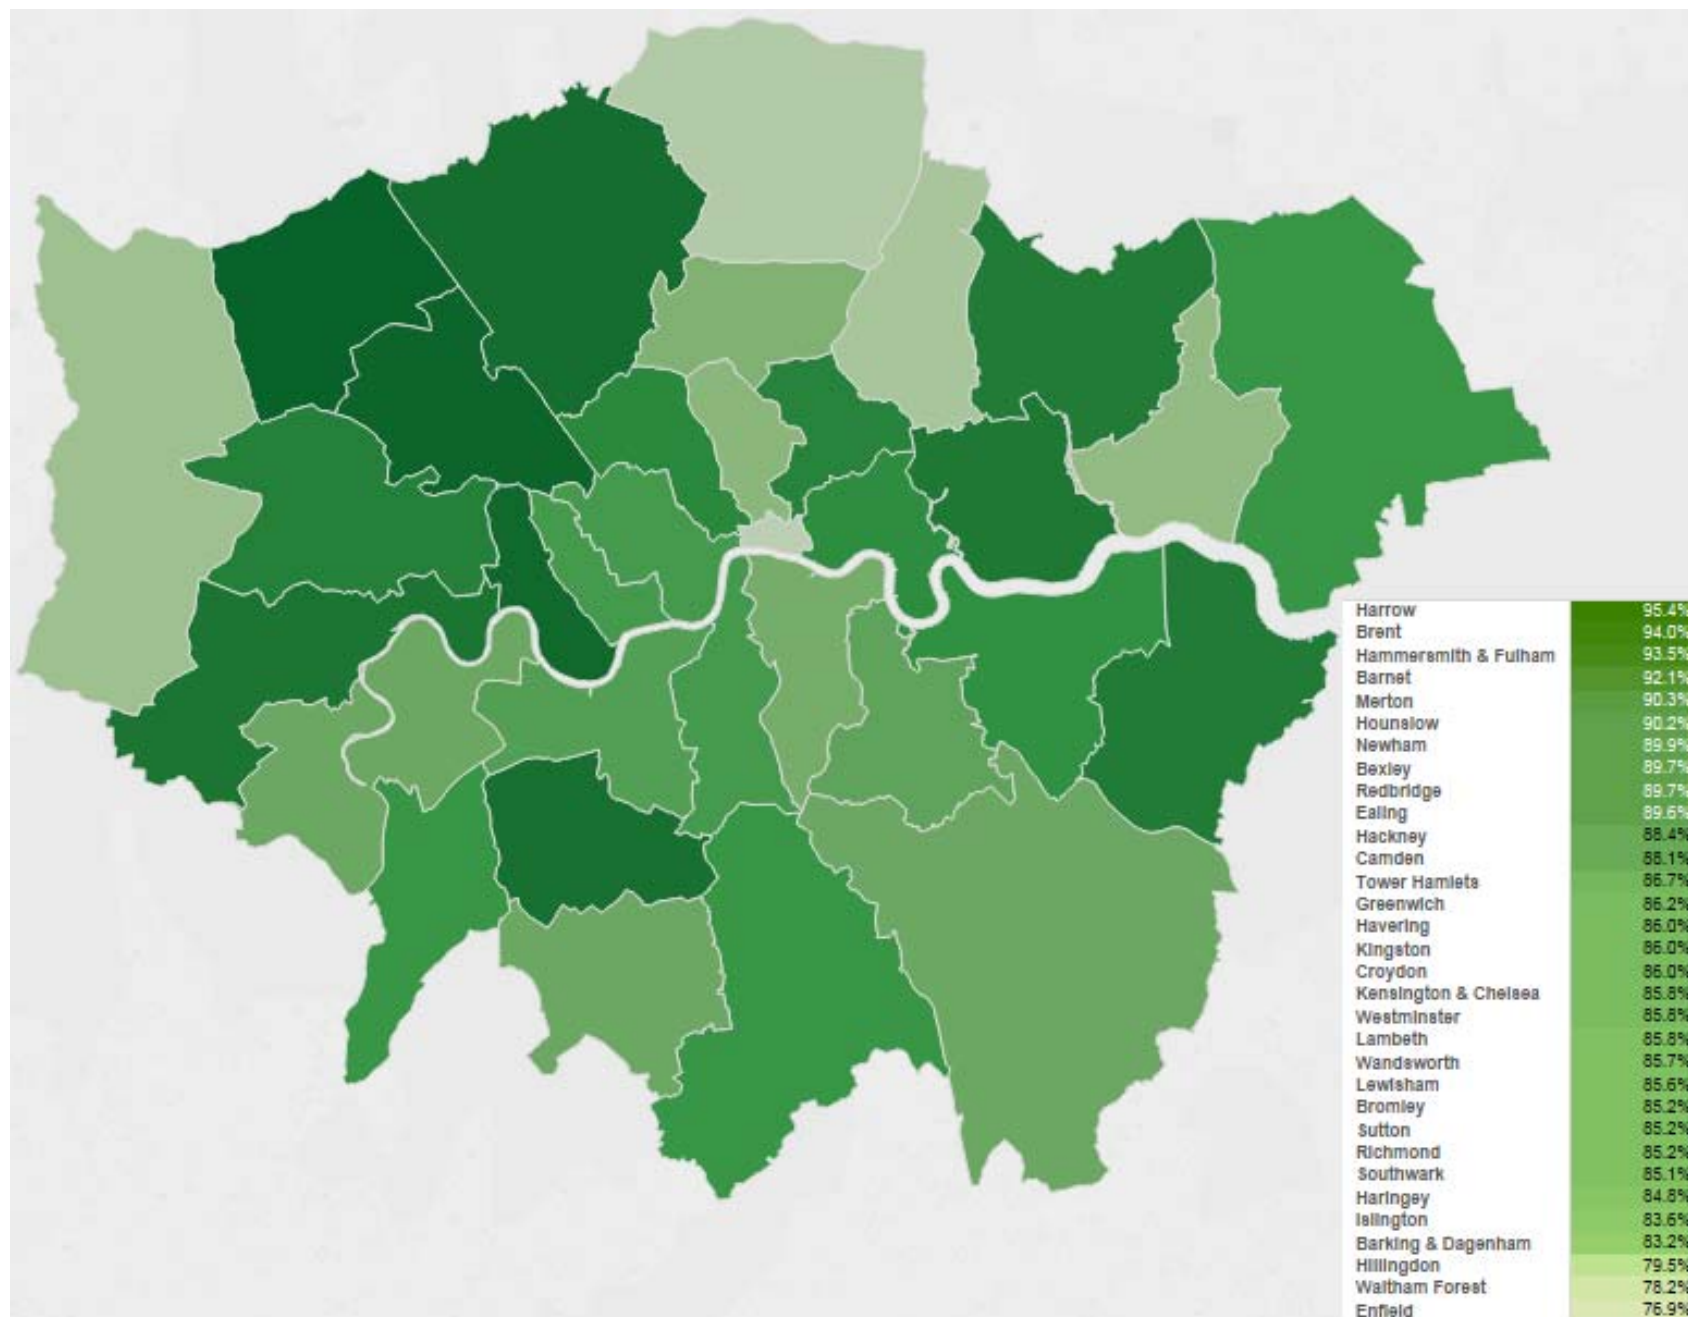 Harrow 95.4%
Brent 94.0%
Hammersmith & Fulham 93.5%
Barnet 92.1%
Merton 90.3%
Hounslow 90.2%
Newham 89.9%
Bexley 89.7%
Redbridge 89.7%
Ealing 89.6%
Hackney 88.4%
Camden 88.1%
Tower Hamlets 86.7%
Greenwich 86.2%
Havering 86.0%
Kingston 86.0%
Croydon 86.0%
Kensington & Chelsea 85.8%
Westminster 85.8%
Lambeth 85.8%
Wandsworth 85.7%
Lewisham 85.6%
Bromley 85.2%
Sutton 85.2%
Richmond 85.2%
Southwark 85.1%
Haringey 84.8%
Islington 83.6%
Barking & Dagenham 83.2%
Hillingdon 79.5%
Waltham Forest 78.2%
Enfield 76.9%